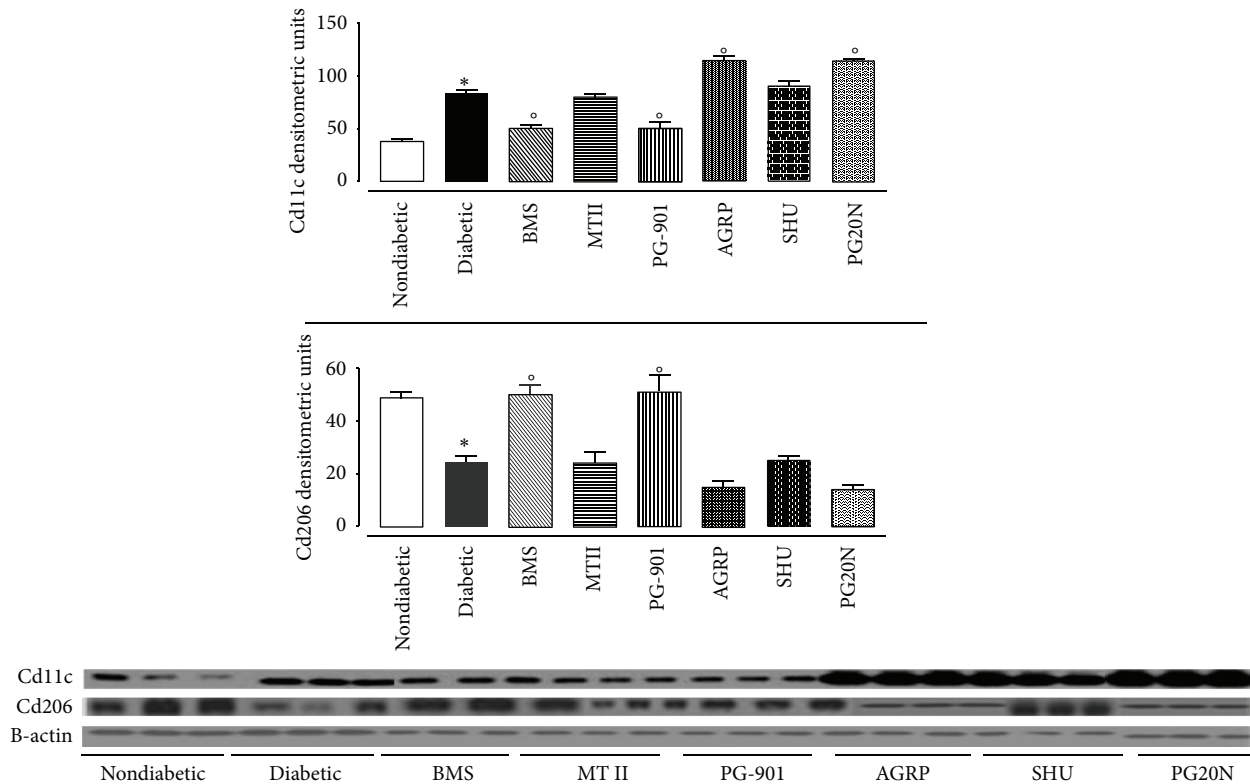 Cd11c densitometric units
150
100
50
0
*
°
°
°
°
Nondiabetic
Diabetic
BMS
MTII
PG-901
AGRP
SHU
PG20N
Cd206 densitometric units
60
40
20
0
*
°
°
Nondiabetic
Diabetic
BMS
MTII
PG-901
AGRP
SHU
PG20N
Cd11c
Cd206
B-actin
Nondiabetic Diabetic BMS MT II PG-901 AGRP SHU PG20N